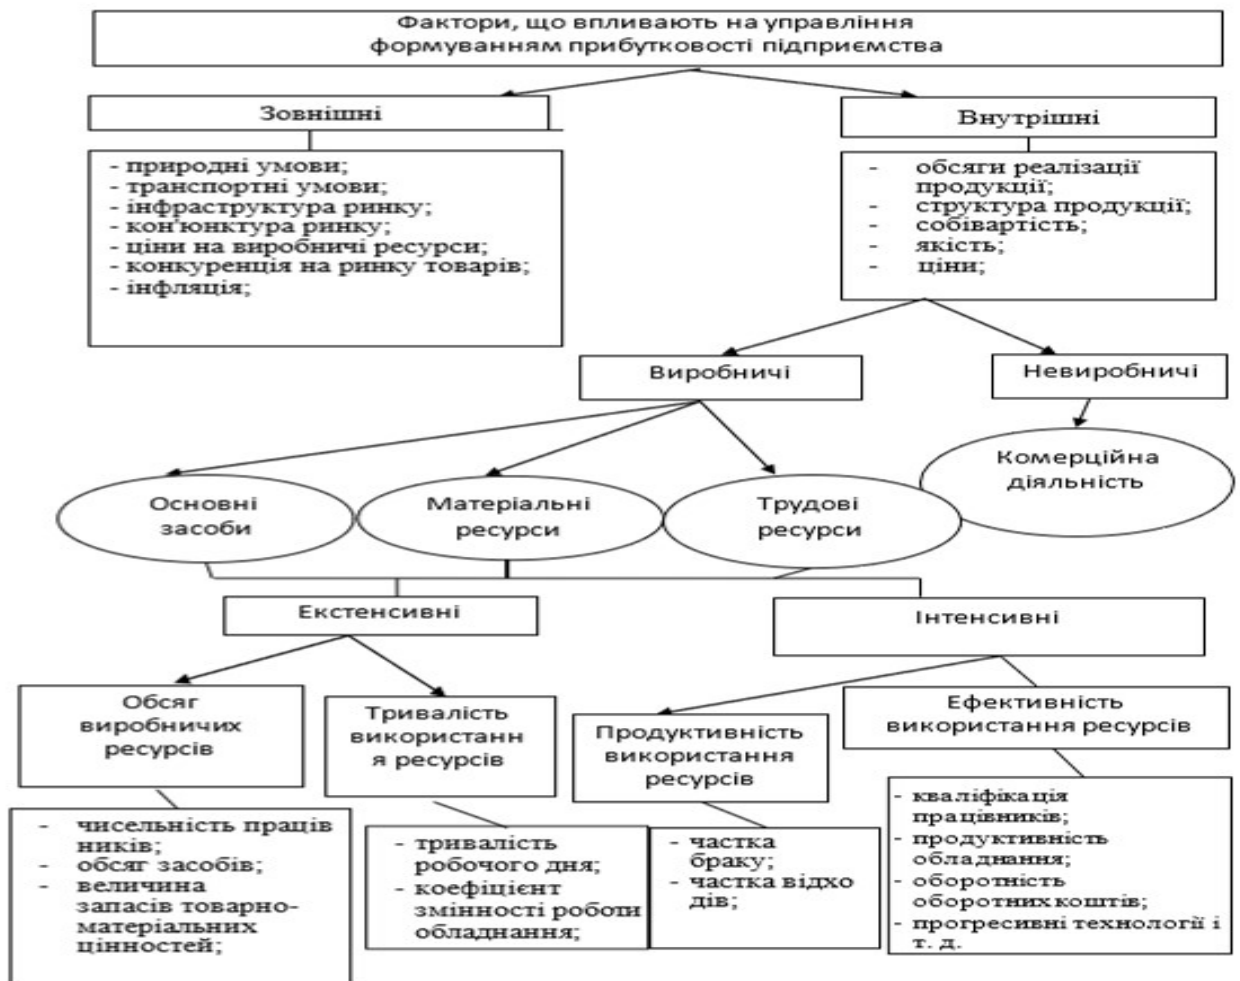 Фактори, що впливають на управління
формуванням прибутковості підприємства
Зовнішні
Внутрішні
- природні умови;
- транспортні умови;
- інфраструктура ринку;
- кон'юнктура ринку;
- ціни на виробничі ресурси;
- конкуренція на ринку товарів;
- інфляція;
- обсяги реалізації
продукції;
- структура продукції;
- собівартість;
- якість;
- ціни;
Виробничі
Невиробничі
Комерційна
діяльність
Основні
засоби
Матеріальні
ресурси
Трудові
ресурси
Екстенсивні
Інтенсивні
Обсяг
виробничих
ресурсів
Тривалість
використанн
я ресурсів
Продуктивність
використання
ресурсів
Ефективність
використання ресурсів
- чисельність праців
ників;
- обсяг засобів;
- величина
запасів товарно-
матеріальних
цінностей;
- тривалість
робочого дня;
- коефіцієнт
змінності роботи
обладнання;
- частка
браку;
- частка відхо
дів;
- кваліфікація
працівників;
- продуктивність
обладнання;
- оборотність
оборотних коштів;
- прогресивні технології і
т. д.